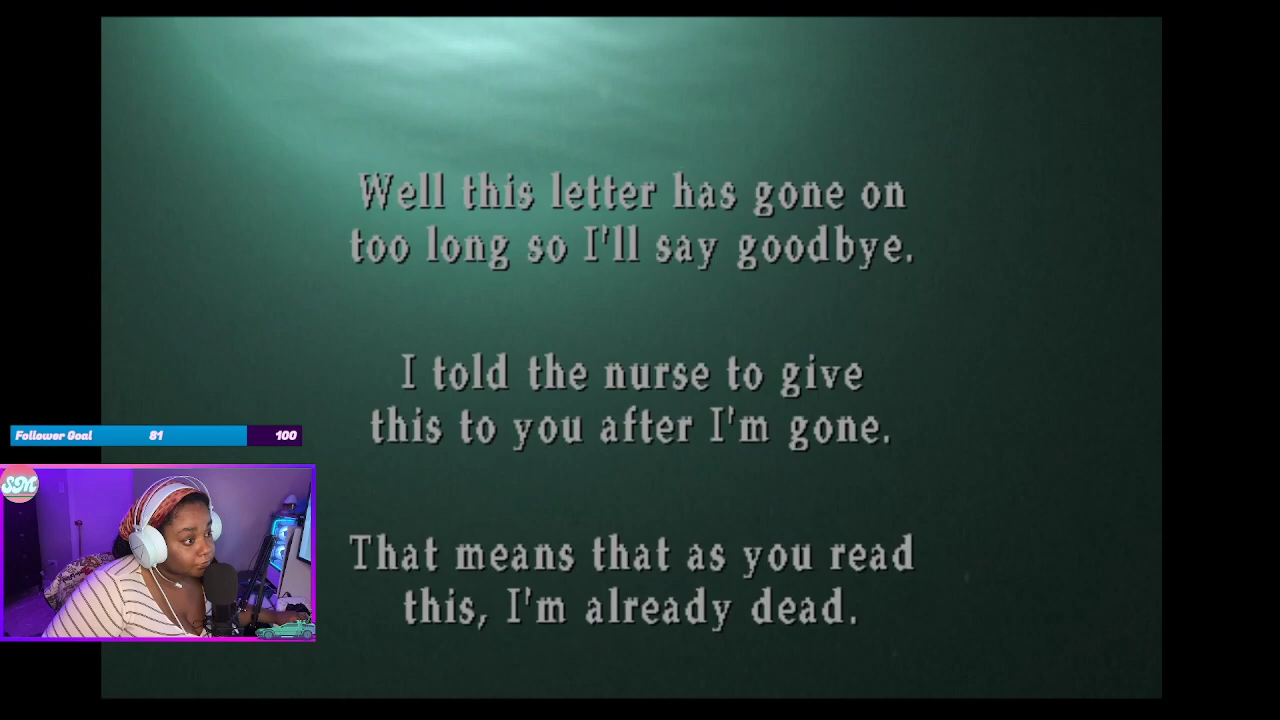 Well this letter has gone on
too long so I'll say goodbye.
I told the nurse to give
this to you after I'm gone.
That means that as you read
this, I'm already dead.
Follower Goal 81 100
SM